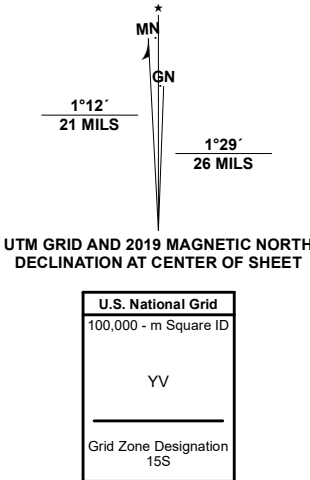 ★
MN
GN
1°12´
21 MILS
1°29´
26 MILS
UTM GRID AND 2019 MAGNETIC NORTH
DECLINATION AT CENTER OF SHEET
U.S. National Grid
100,000 - m Square ID
YV
Grid Zone Designation
15S